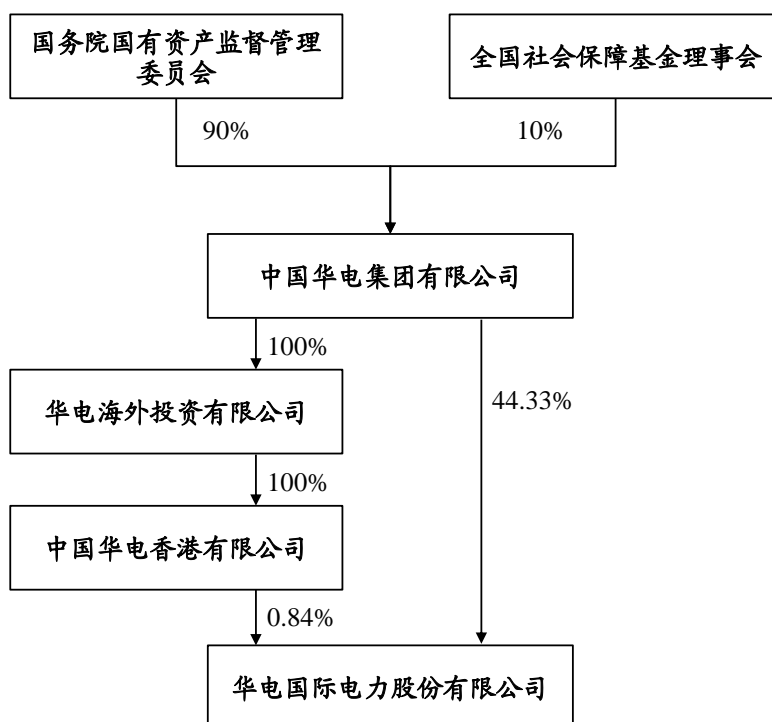 国务院国有资产监督管理
委员会
全国社会保障基金理事会
90%
10%
中国华电集团有限公司
100%
华电海外投资有限公司
44.33%
100%
中国华电香港有限公司
0.84%
华电国际电力股份有限公司